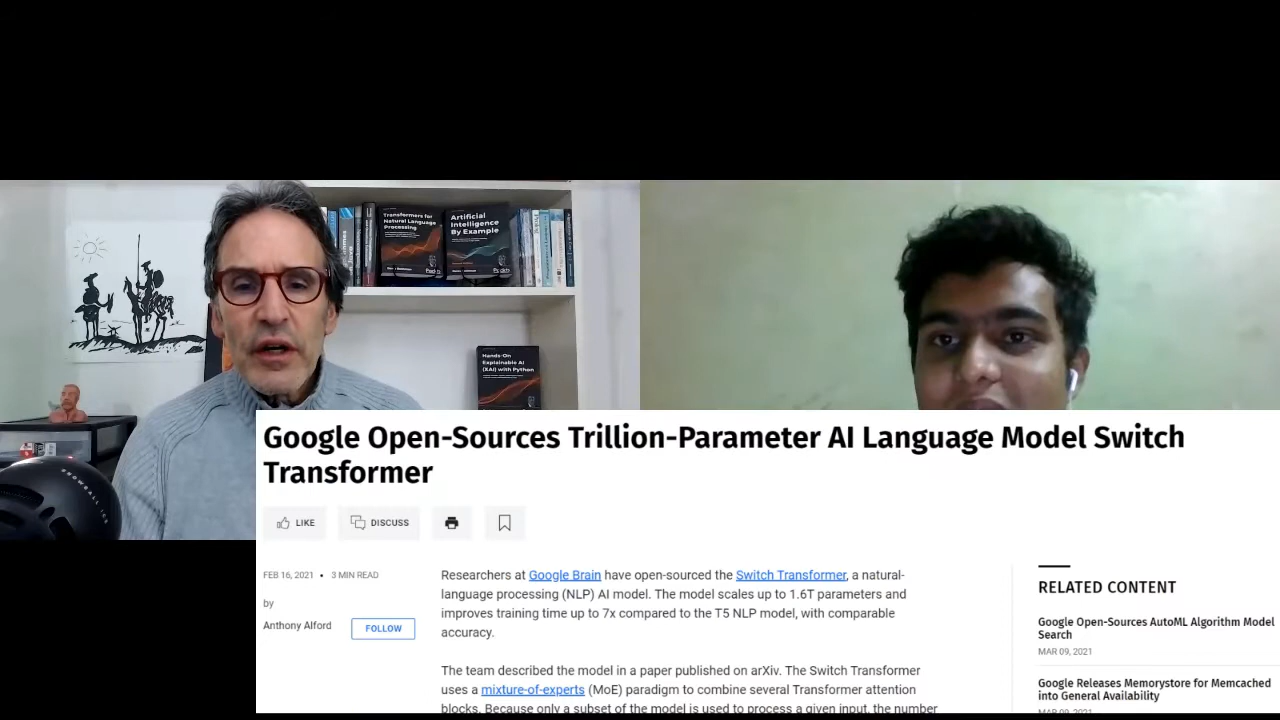 Transformers for
Natural Language
Processing
Artificial
Intelligence
By Example
Packt
Packt
Hands-On
Explainable AI
(XAI) with Python
Google Open-Sources Trillion-Parameter AI Language Model Switch
Transformer
LIKE
DISCUSS
FEB 16, 2021 • 3 MIN READ
by
Anthony Alford
FOLLOW
Researchers at Google Brain have open-sourced the Switch Transformer, a natural-
language processing (NLP) AI model. The model scales up to 1.6T parameters and
improves training time up to 7x compared to the T5 NLP model, with comparable
accuracy.
The team described the model in a paper published on arXiv. The Switch Transformer
uses a mixture-of-experts (MoE) paradigm to combine several Transformer attention
blocks. Because only a subset of the model is used to process a given input, the number
RELATED CONTENT
Google Open-Sources AutoML Algorithm Model
Search
MAR 09, 2021
Google Releases Memorystore for Memcached
into General Availability
MAR 09, 2021